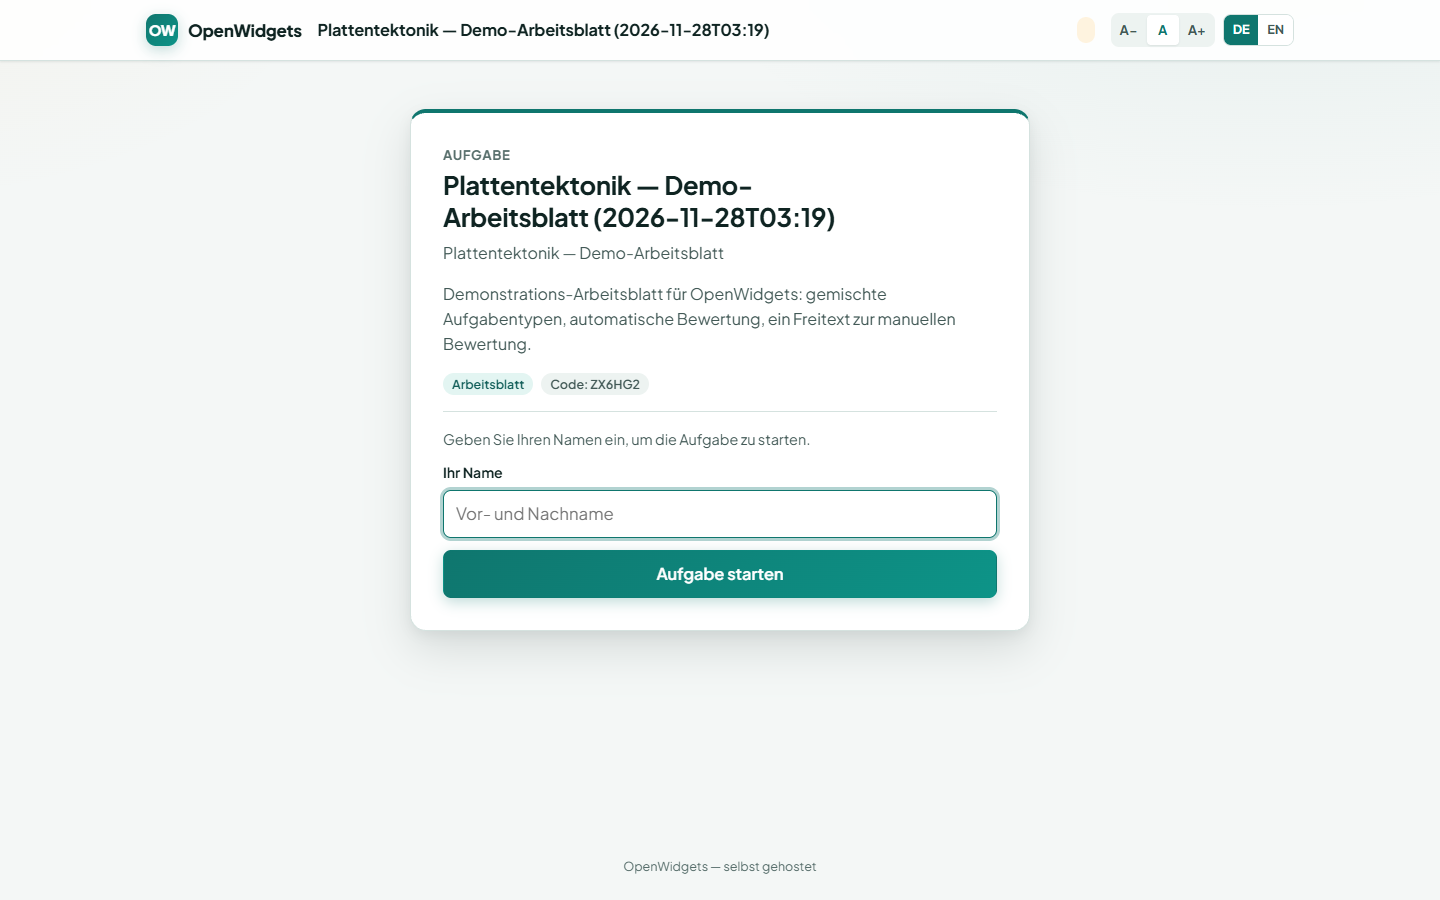 OW OpenWidgets Plattentektonik — Demo-Arbeitsblatt (2026-11-28T03:19) A− A A+ DE EN
AUFGABE
Plattentektonik — Demo-
Arbeitsblatt (2026-11-28T03:19)
Plattentektonik — Demo-Arbeitsblatt
Demonstrations-Arbeitsblatt für OpenWidgets: gemischte
Aufgabentypen, automatische Bewertung, ein Freitext zur manuellen
Bewertung.
Arbeitsblatt Code: ZX6HG2
Geben Sie Ihren Namen ein, um die Aufgabe zu starten.
Ihr Name
Vor- und Nachname
Aufgabe starten
OpenWidgets — selbst gehostet